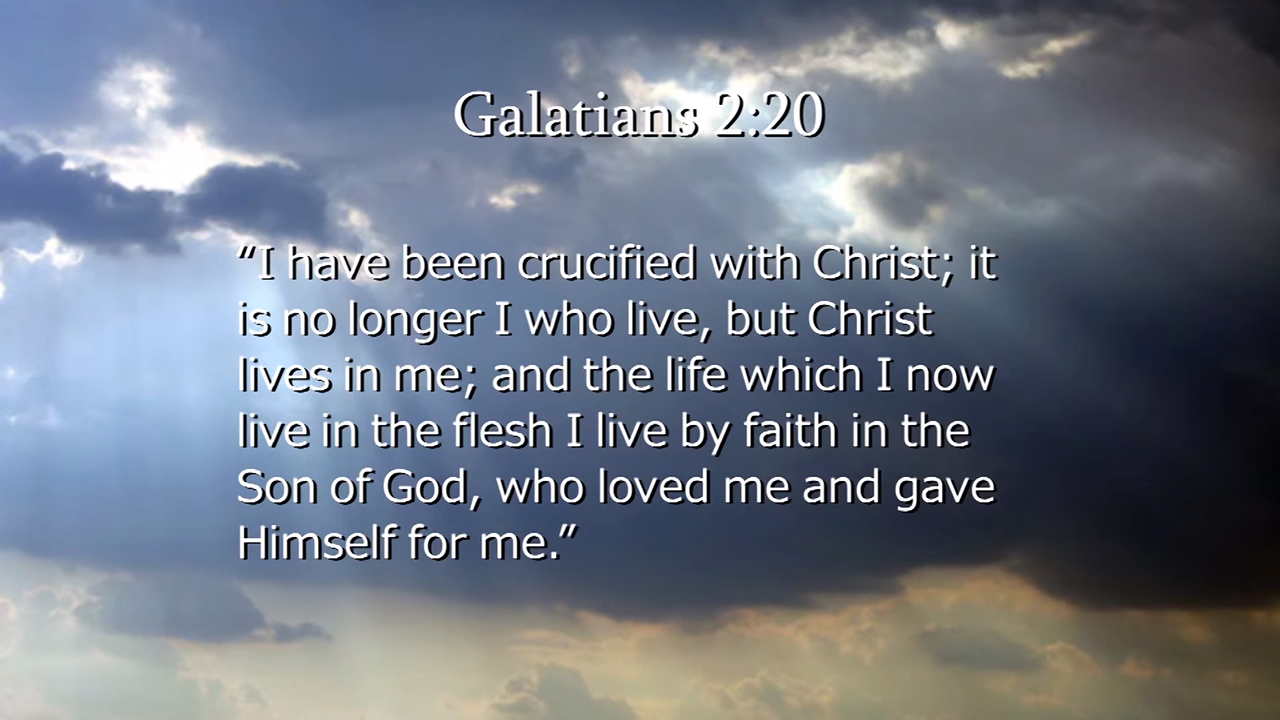 Galatians 2:20
“I have been crucified with Christ; it
is no longer I who live, but Christ
lives in me; and the life which I now
live in the flesh I live by faith in the
Son of God, who loved me and gave
Himself for me.”